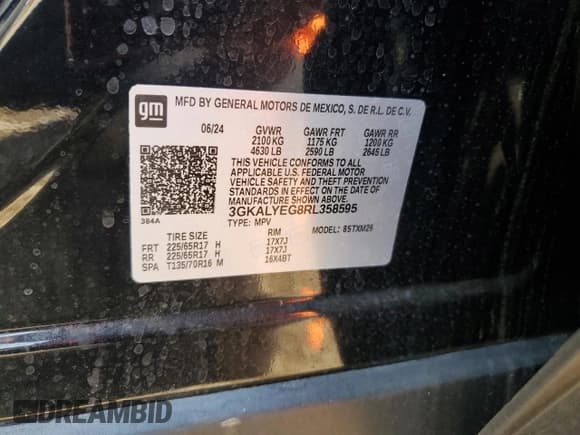 gm
MFD BY GENERAL MOTORS DE MEXICO, S. DE R.L. DE C.V.
06/24 GVWR GAWR FRT GAWR RR
2100 KG 1175 KG 1200 KG
4630 LB 2590 LB 2645 LB
THIS VEHICLE CONFORMS TO ALL
APPLICABLE U.S. FEDERAL MOTOR
VEHICLE SAFETY AND THEFT PREVENTION
STANDARDS IN EFFECT ON THE DATE OF
MANUFACTURE SHOWN ABOVE.
3GKALYEG8RL358595
384A
TYPE: MPV MODEL: 85TXM26
TIRE SIZE RIM
FRT 225/65R17 H 17X7J
RR 225/65R17 H 17X7J
SPA T135/70R16 M 16X4BT
DREAMBID